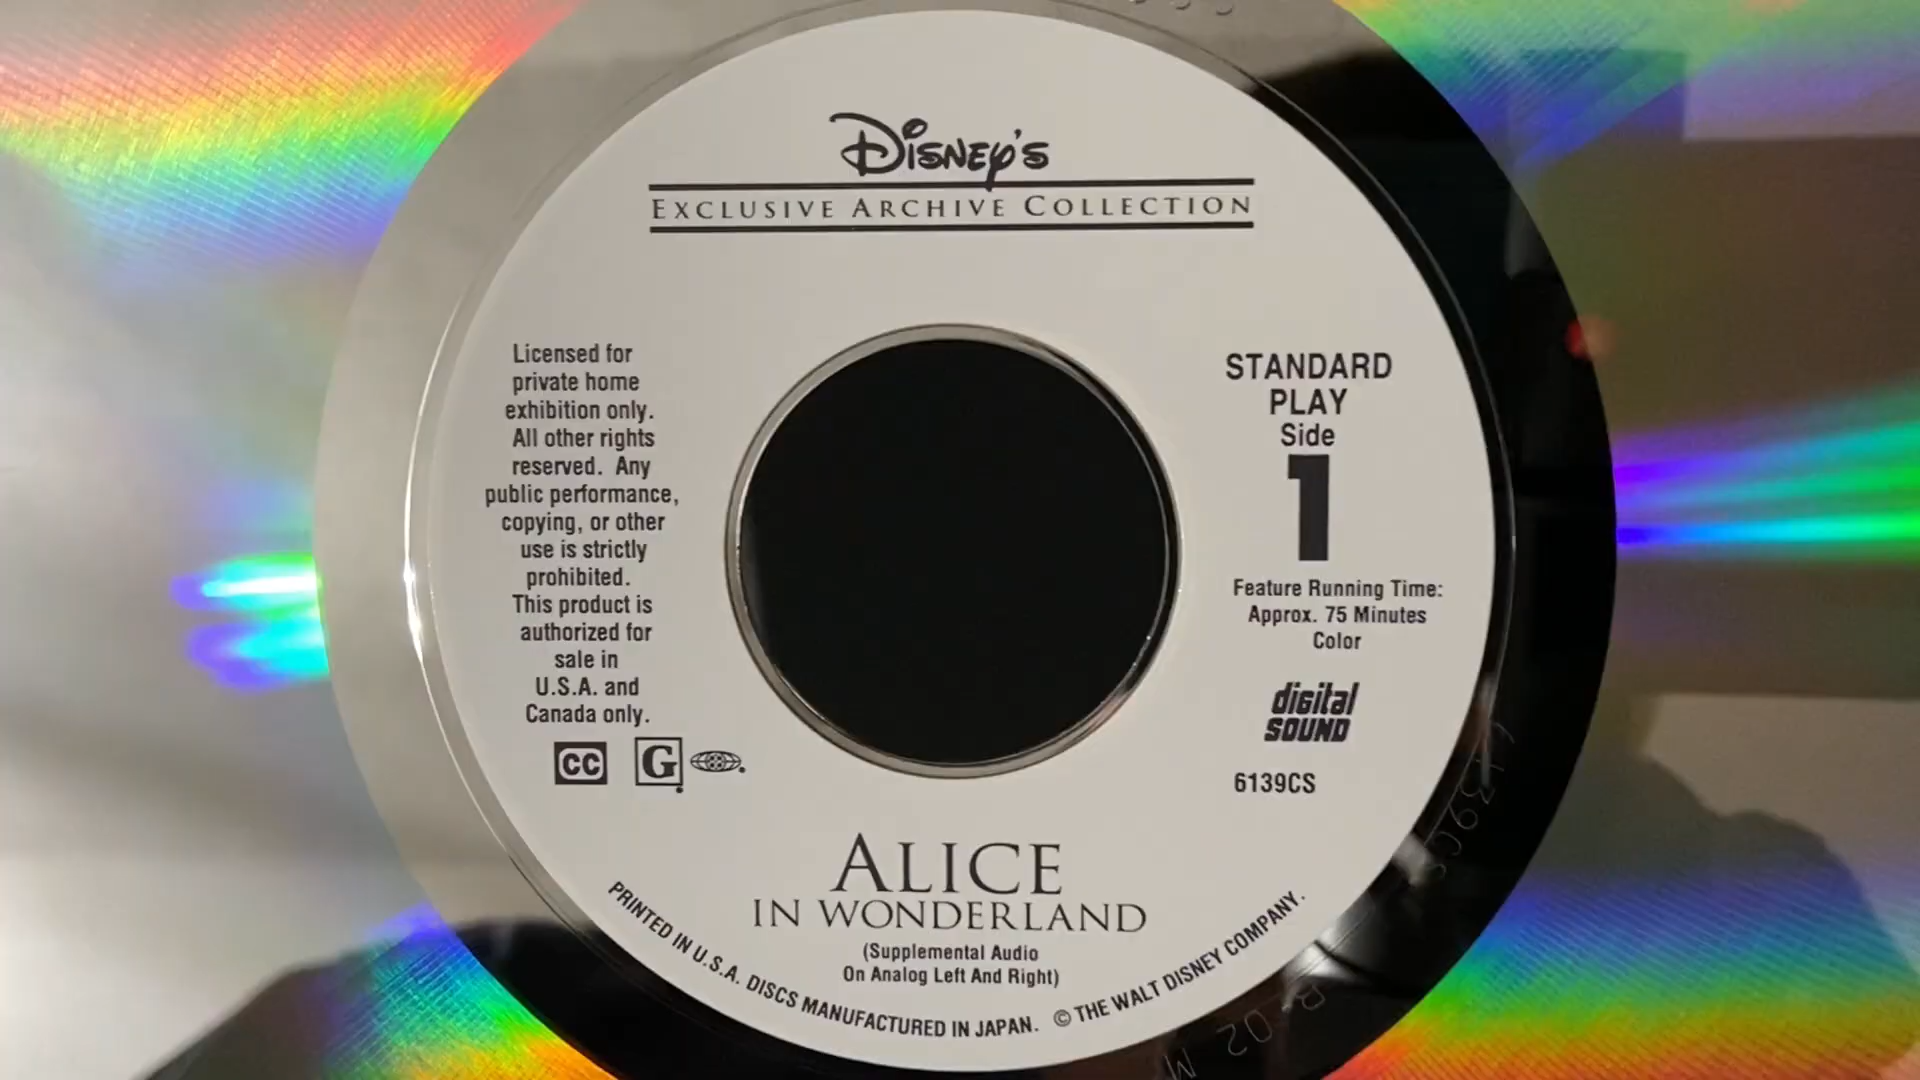 DISNEY'S
EXCLUSIVE ARCHIVE COLLECTION
Licensed for
private home
exhibition only.
All other rights
reserved. Any
public performance,
copying, or other
use is strictly
prohibited.
This product is
authorized for
sale in
U.S.A. and
Canada only.
CC
G
STANDARD
PLAY
Side
1
Feature Running Time:
Approx. 75 Minutes
Color
digital
SOUND
6139CS
ALICE
IN WONDERLAND
(Supplemental Audio
On Analog Left And Right)
PRINTED IN U.S.A. DISCS MANUFACTURED IN JAPAN. © THE WALT DISNEY COMPANY.